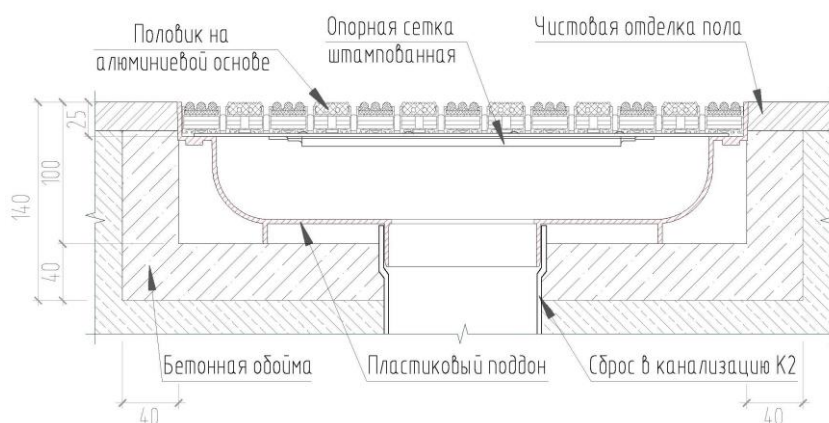 Половик на
алюминиевой основе
Опорная сетка
штампованная
Чистовая отделка пола
25
100
140
40
Бетонная обойма
Пластиковый поддон
Сброс в канализацию К2
40
40